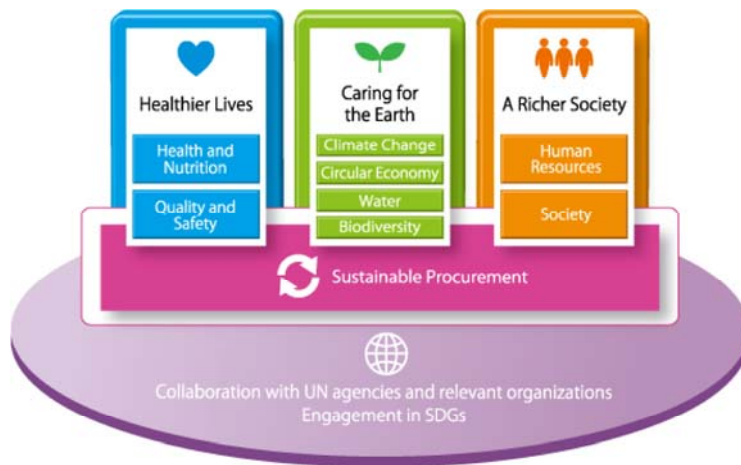 Healthier Lives
Health and
Nutrition
Quality and
Safety
Caring for
the Earth
Climate Change
Circular Economy
Water
Biodiversity
A Richer Society
Human
Resources
Society
Sustainable Procurement
Collaboration with UN agencies and relevant organizations
Engagement in SDGs